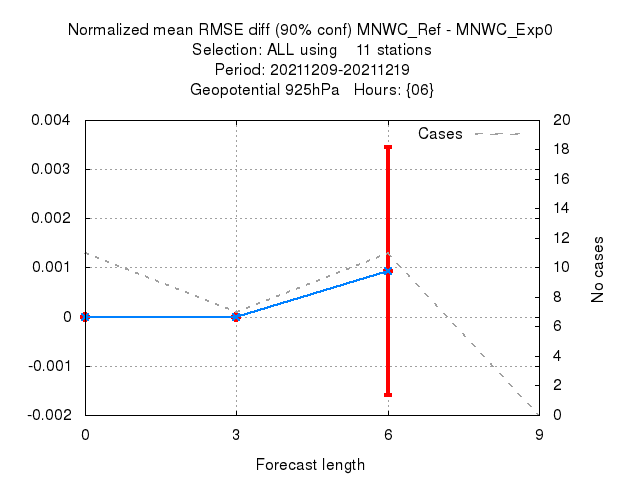 Normalized mean RMSE diff (90% conf) MNWC_Ref - MNWC_Exp0
Selection: ALL using 11 stations
Period: 20211209-20211219
Geopotential 925hPa Hours: {06}
Cases
0.004
0.003
0.002
0.001
0
-0.001
-0.002
20
18
16
14
12
10
8
6
4
2
0
No cases
0 3 6 9
Forecast length